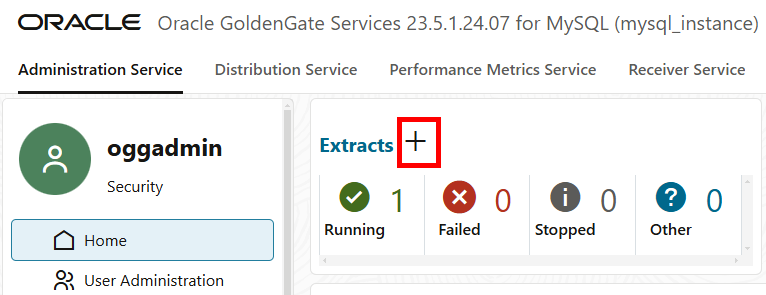 ORACLE Oracle GoldenGate Services 23.5.1.24.07 for MySQL (mysql_instance)
Administration Service Distribution Service Performance Metrics Service Receiver Service
oggadmin
Security
Home
User Administration
Extracts
1 0 0 0
Running Failed Stopped Other